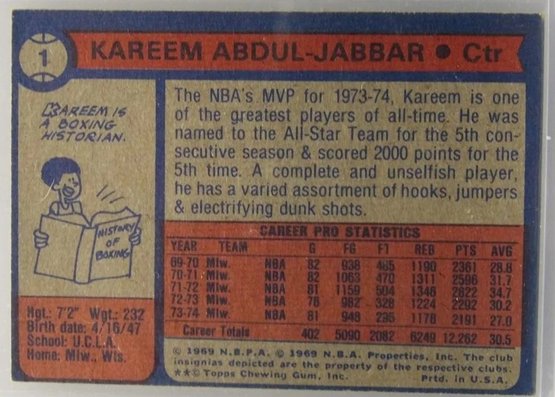 1
KAREEM ABDUL-JABBAR ● Ctr
KAREEM IS
A BOXING
HISTORIAN.
HISTORY
OF
BOXING
Hgt.: 7'2" Wgt.: 232
Birth date: 4/16/47
School: U.C.L.A.
Home: Mlw., Wis.
The NBA's MVP for 1973-74, Kareem is one
of the greatest players of all-time. He was
named to the All-Star Team for the 5th con-
secutive season & scored 2000 points for the
5th time. A complete and unselfish player,
he has a varied assortment of hooks, jumpers
& electrifying dunk shots.
CAREER PRO STATISTICS
YEAR TEAM G FG F1 REB PTS AVG
69-70 Mlw. NBA 82 938 485 1190 2361 28.8
70-71 Mlw. NBA 82 1063 470 1311 2596 31.7
71-72 Mlw. NBA 81 1159 504 1346 2822 34.7
72-73 Mlw. NBA 76 982 328 1224 2292 30.2
73-74 Mlw. NBA 81 948 295 1178 2191 27.0
Career Totals 402 5090 2082 6249 12,262 30.5
© 1969 N.B.P.A. © 1969 N.B.A. Properties, Inc. The club
insignias depicted are the property of the respective clubs.
**© Topps Chewing Gum, Inc. Prtd. in U.S.A.